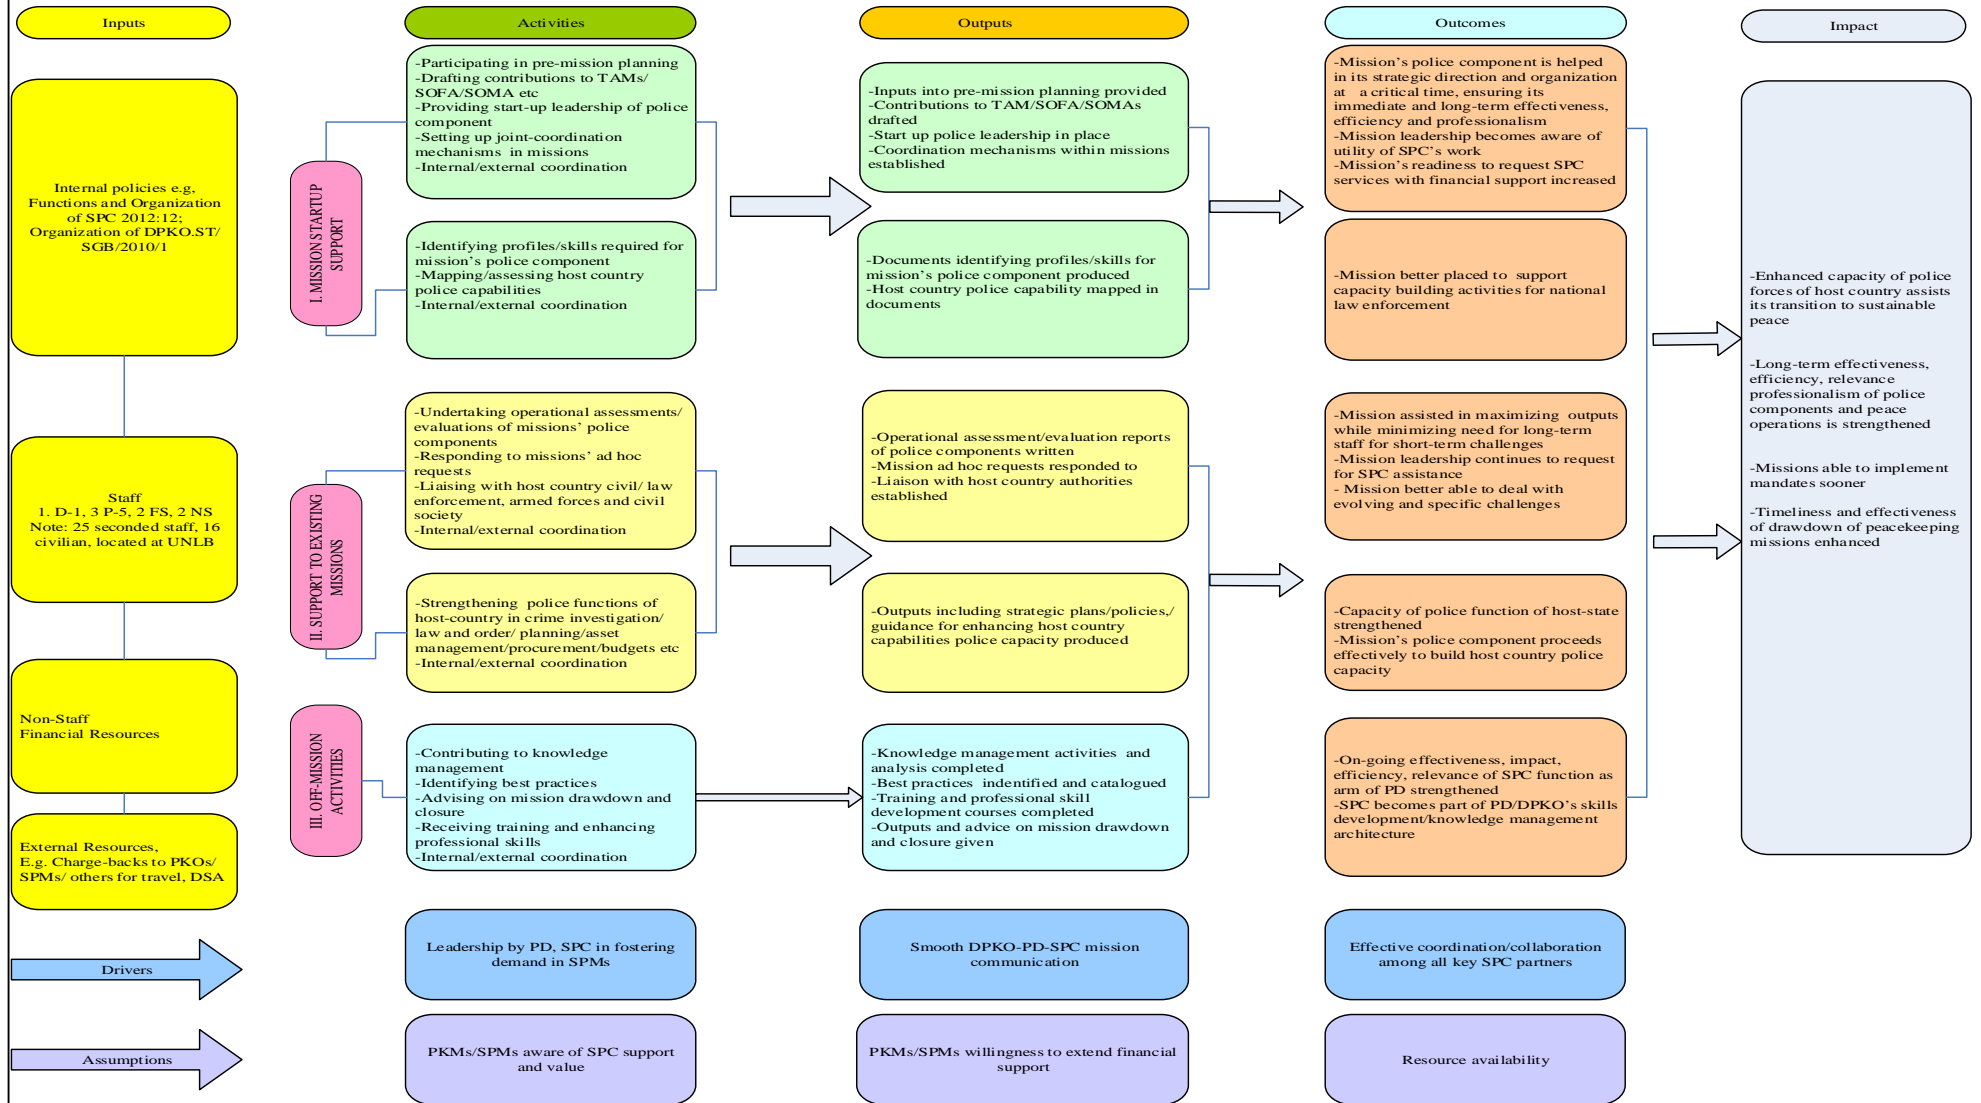 Inputs
Activities
Outputs
Outcomes
Impact
Internal policies e.g,
Functions and Organization
of SPC 2012:12;
Organization of DPKO.ST/
SGB/2010/1
Staff
1. D-1, 3 P-5, 2 FS, 2 NS
Note: 25 seconded staff, 16
civilian, located at UNLB
Non-Staff
Financial Resources
External Resources,
E.g. Charge-backs to PKOs/
SPMs/ others for travel, DSA
I. MISSION STARTUP
SUPPORT
-Participating in pre-mission planning
-Drafting contributions to TAMs/
SOFA/SOMA etc
-Providing start-up leadership of police
component
-Setting up joint-coordination
mechanisms in missions
-Internal/external coordination
-Identifying profiles/skills required for
mission's police component
-Mapping/assessing host country
police capabilities
-Internal/external coordination
-Inputs into pre-mission planning provided
-Contributions to TAM/SOFA/SOMAs
drafted
-Start up police leadership in place
-Coordination mechanisms within missions
established
-Documents identifying profiles/skills for
mission's police component produced
-Host country police capability mapped in
documents
-Mission's police component is helped
in its strategic direction and organization
at a critical time, ensuring its
immediate and long-term effectiveness,
efficiency and professionalism
-Mission leadership becomes aware of
utility of SPC's work
-Mission's readiness to request SPC
services with financial support increased
-Mission better placed to support
capacity building activities for national
law enforcement
II. SUPPORT TO EXISTING
MISSIONS
-Undertaking operational assessments/
evaluations of missions' police
components
-Responding to missions' ad hoc
requests
-Liaising with host country civil/ law
enforcement, armed forces and civil
society
-Internal/external coordination
-Strengthening police functions of
host-country in crime investigation/
law and order/ planning/asset
management/procurement/budgets etc
-Internal/external coordination
-Operational assessment/evaluation reports
of police components written
-Mission ad hoc requests responded to
-Liaison with host country authorities
established
-Outputs including strategic plans/policies,/
guidance for enhancing host country
capabilities police capacity produced
-Mission assisted in maximizing outputs
while minimizing need for long-term
staff for short-term challenges
-Mission leadership continues to request
for SPC assistance
- Mission better able to deal with
evolving and specific challenges
-Capacity of police function of host-state
strengthened
-Mission's police component proceeds
effectively to build host country police
capacity
III. OFF-MISSION
ACTIVITIES
-Contributing to knowledge
management
-Identifying best practices
-Advising on mission drawdown and
closure
-Receiving training and enhancing
professional skills
-Internal/external coordination
-Knowledge management activities and
analysis completed
-Best practices indentified and catalogued
-Training and professional skill
development courses completed
-Outputs and advice on mission drawdown
and closure given
-On-going effectiveness, impact,
efficiency, relevance of SPC function as
arm of PD strengthened
-SPC becomes part of PD/DPKO's skills
development/knowledge management
architecture
-Enhanced capacity of police
forces of host country assists
its transition to sustainable
peace
-Long-term effectiveness,
efficiency, relevance
professionalism of police
components and peace
operations is strengthened
-Missions able to implement
mandates sooner
-Timeliness and effectiveness
of drawdown of peacekeeping
missions enhanced
Drivers
Leadership by PD, SPC in fostering
demand in SPMs
Smooth DPKO-PD-SPC mission
communication
Effective coordination/collaboration
among all key SPC partners
Assumptions
PKMs/SPMs aware of SPC support
and value
PKMs/SPMs willingness to extend financial
support
Resource availability